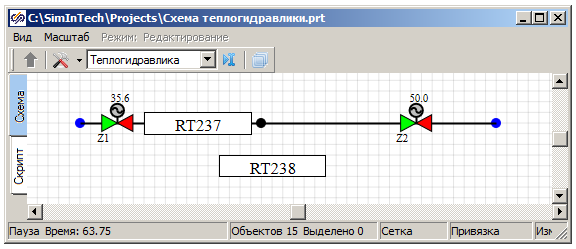 C:\SimInTech\Projects\Схема теплогидравлики.prt
Вид Масштаб Режим: Редактирование
Теплогидравлика
Схема
Скрипт
35.6
50.0
RT237
Z1
Z2
RT238
Пауза Время: 63.75 Объектов 15 Выделено 0 Сетка Привязка Изм